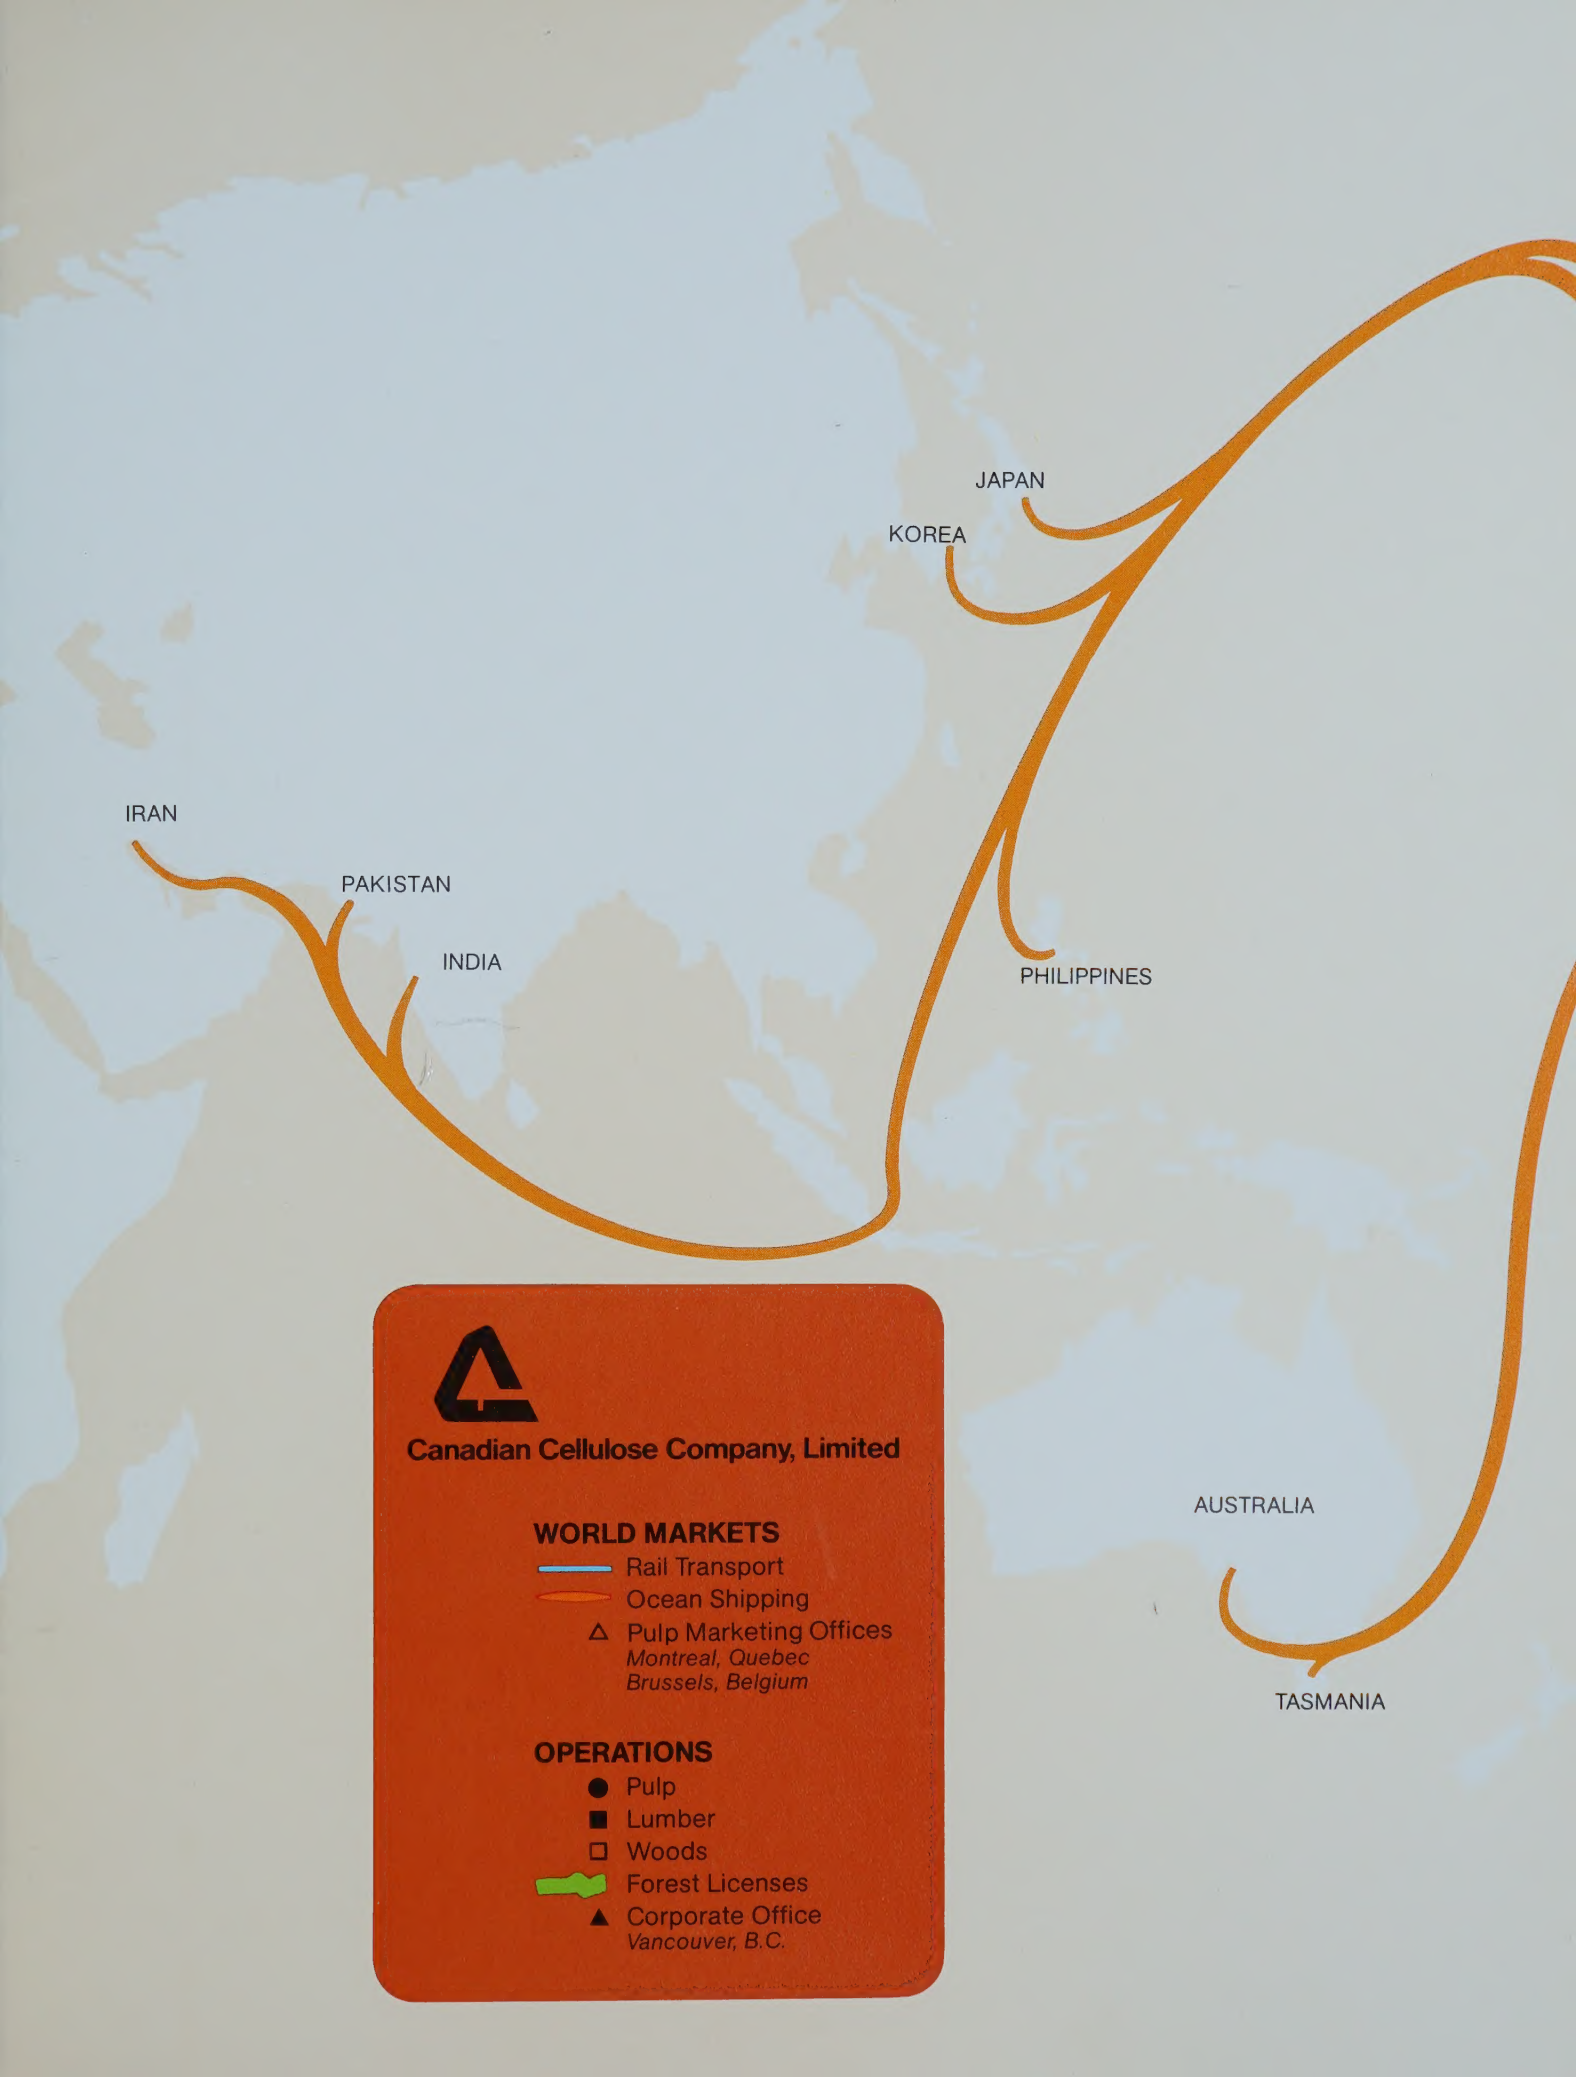 JAPAN
KOREA
IRAN
PAKISTAN
INDIA
PHILIPPINES
Canadian Cellulose Company, Limited
WORLD MARKETS
Rail Transport
Ocean Shipping
Pulp Marketing Offices
Montreal, Quebec
Brussels, Belgium
OPERATIONS
Pulp
Lumber
Woods
Forest Licenses
Corporate Office
Vancouver, B.C.
AUSTRALIA
TASMANIA